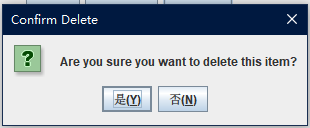 Confirm Delete
Are you sure you want to delete this item?
是(Y) 否(N)